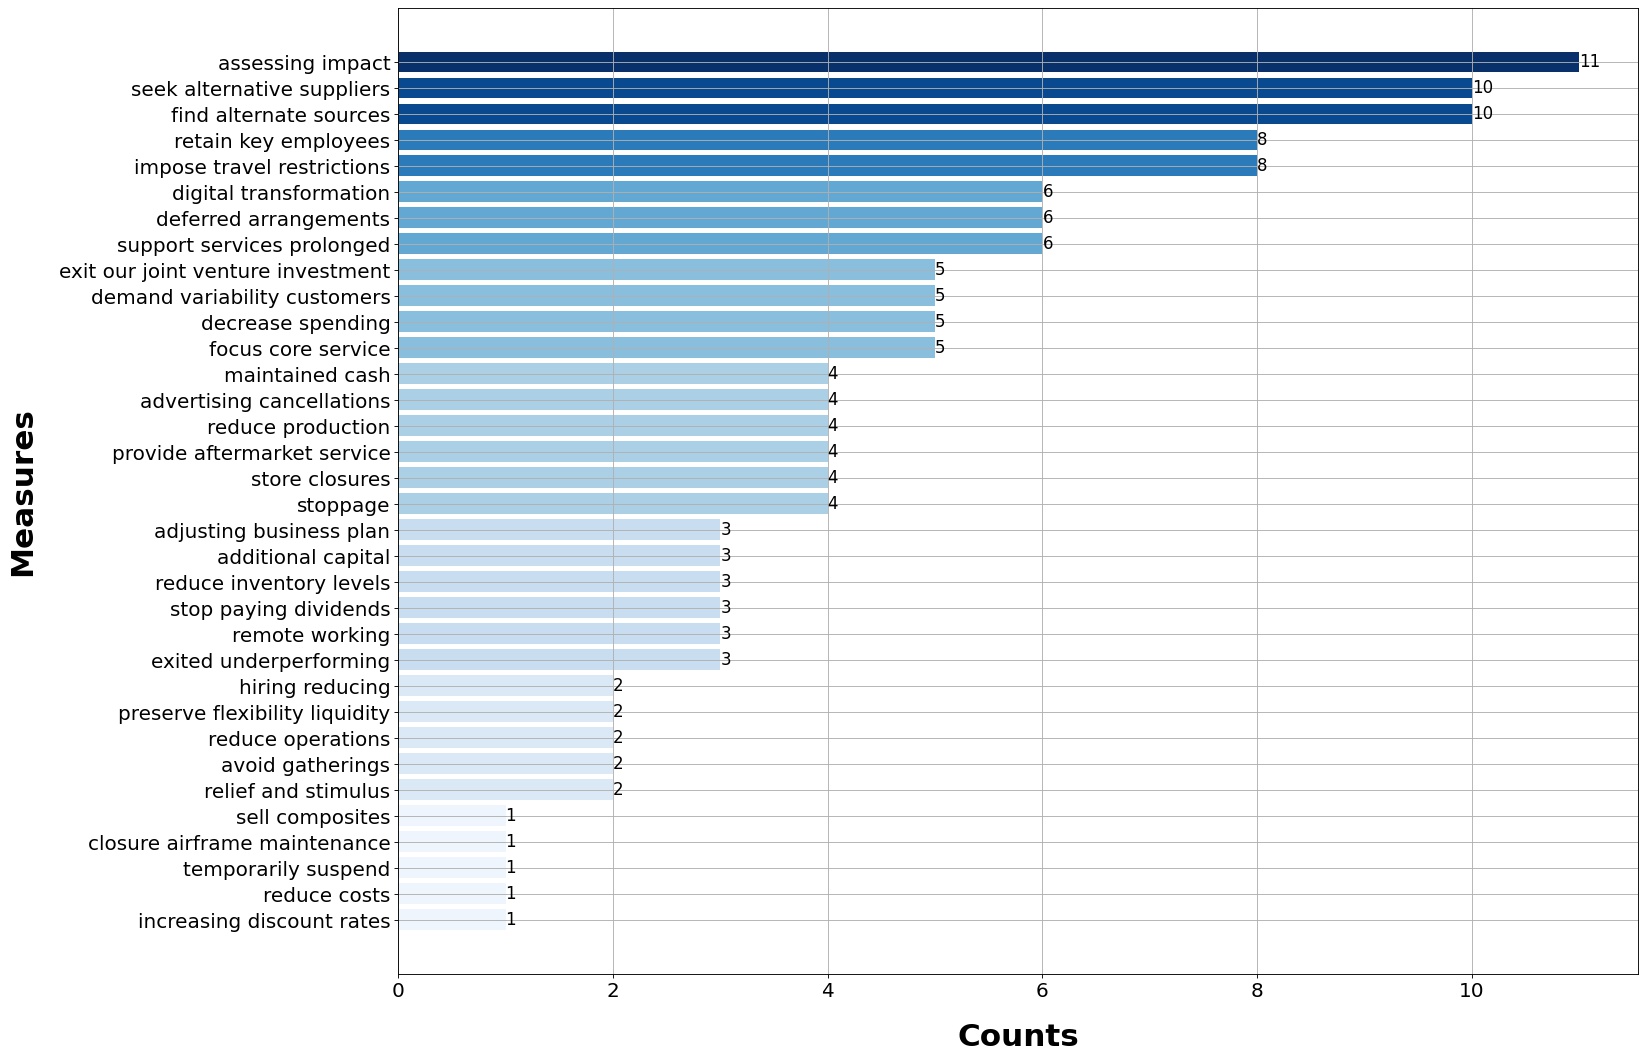 assessing impact 11
seek alternative suppliers 10
find alternate sources 10
retain key employees 8
impose travel restrictions 8
digital transformation 6
deferred arrangements 6
support services prolonged 6
exit our joint venture investment 5
demand variability customers 5
decrease spending 5
focus core service 5
maintained cash 4
advertising cancellations 4
reduce production 4
provide aftermarket service 4
store closures 4
stoppage 4
adjusting business plan 3
additional capital 3
reduce inventory levels 3
stop paying dividends 3
remote working 3
exited underperforming 3
hiring reducing 2
preserve flexibility liquidity 2
reduce operations 2
avoid gatherings 2
relief and stimulus 2
sell composites 1
closure airframe maintenance 1
temporarily suspend 1
reduce costs 1
increasing discount rates 1
0 2 4 6 8 10
Counts
Measures